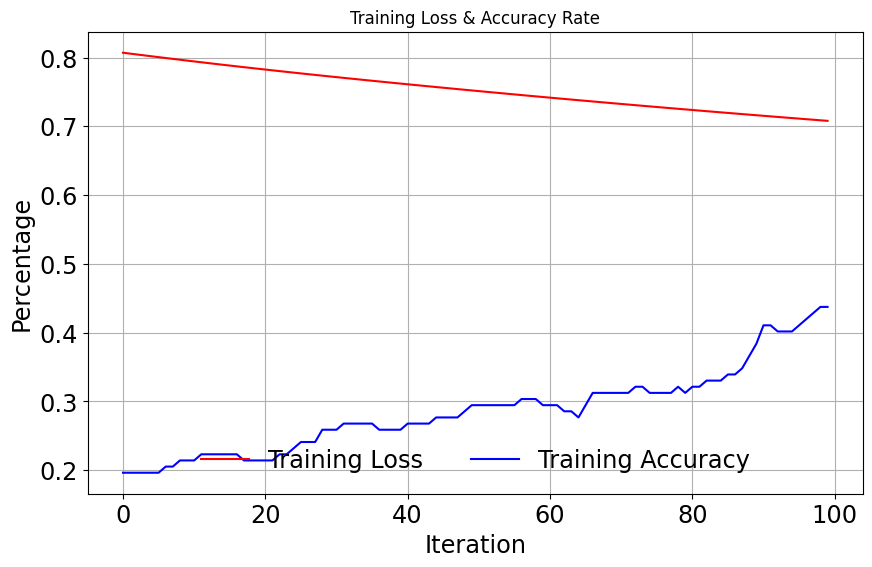 Training Loss & Accuracy Rate
0.8
0.7
0.6
0.5
0.4
0.3
0.2
Percentage
Training Loss Training Accuracy
0 20 40 60 80 100
Iteration